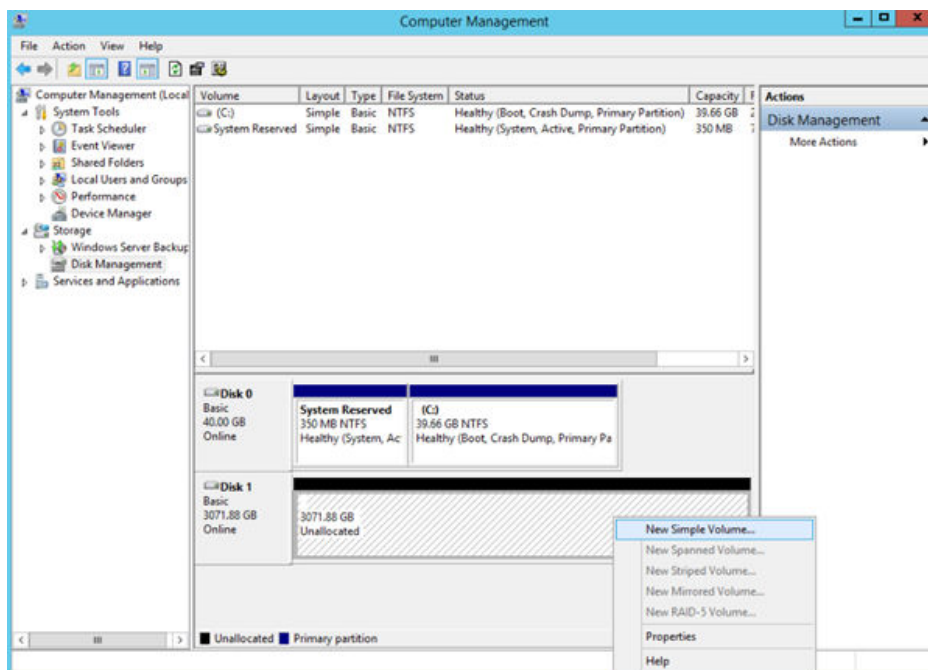 Computer Management
File Action View Help
Computer Management (Local
System Tools
Task Scheduler
Event Viewer
Shared Folders
Local Users and Groups
Performance
Device Manager
Storage
Windows Server Backup
Disk Management
Services and Applications
Volume Layout Type File System Status Capacity
(C:) Simple Basic NTFS Healthy (Boot, Crash Dump, Primary Partition) 39.66 GB
System Reserved Simple Basic NTFS Healthy (System, Active, Primary Partition) 350 MB
Disk 0
Basic
40.00 GB
Online
System Reserved
350 MB NTFS
Healthy (System, Ac
(C:)
39.66 GB NTFS
Healthy (Boot, Crash Dump, Primary Pa
Disk 1
Basic
3071.88 GB
Online
3071.88 GB
Unallocated
Unallocated Primary partition
Actions
Disk Management
More Actions
New Simple Volume...
New Spanned Volume...
New Striped Volume...
New Mirrored Volume...
New RAID-5 Volume...
Properties
Help